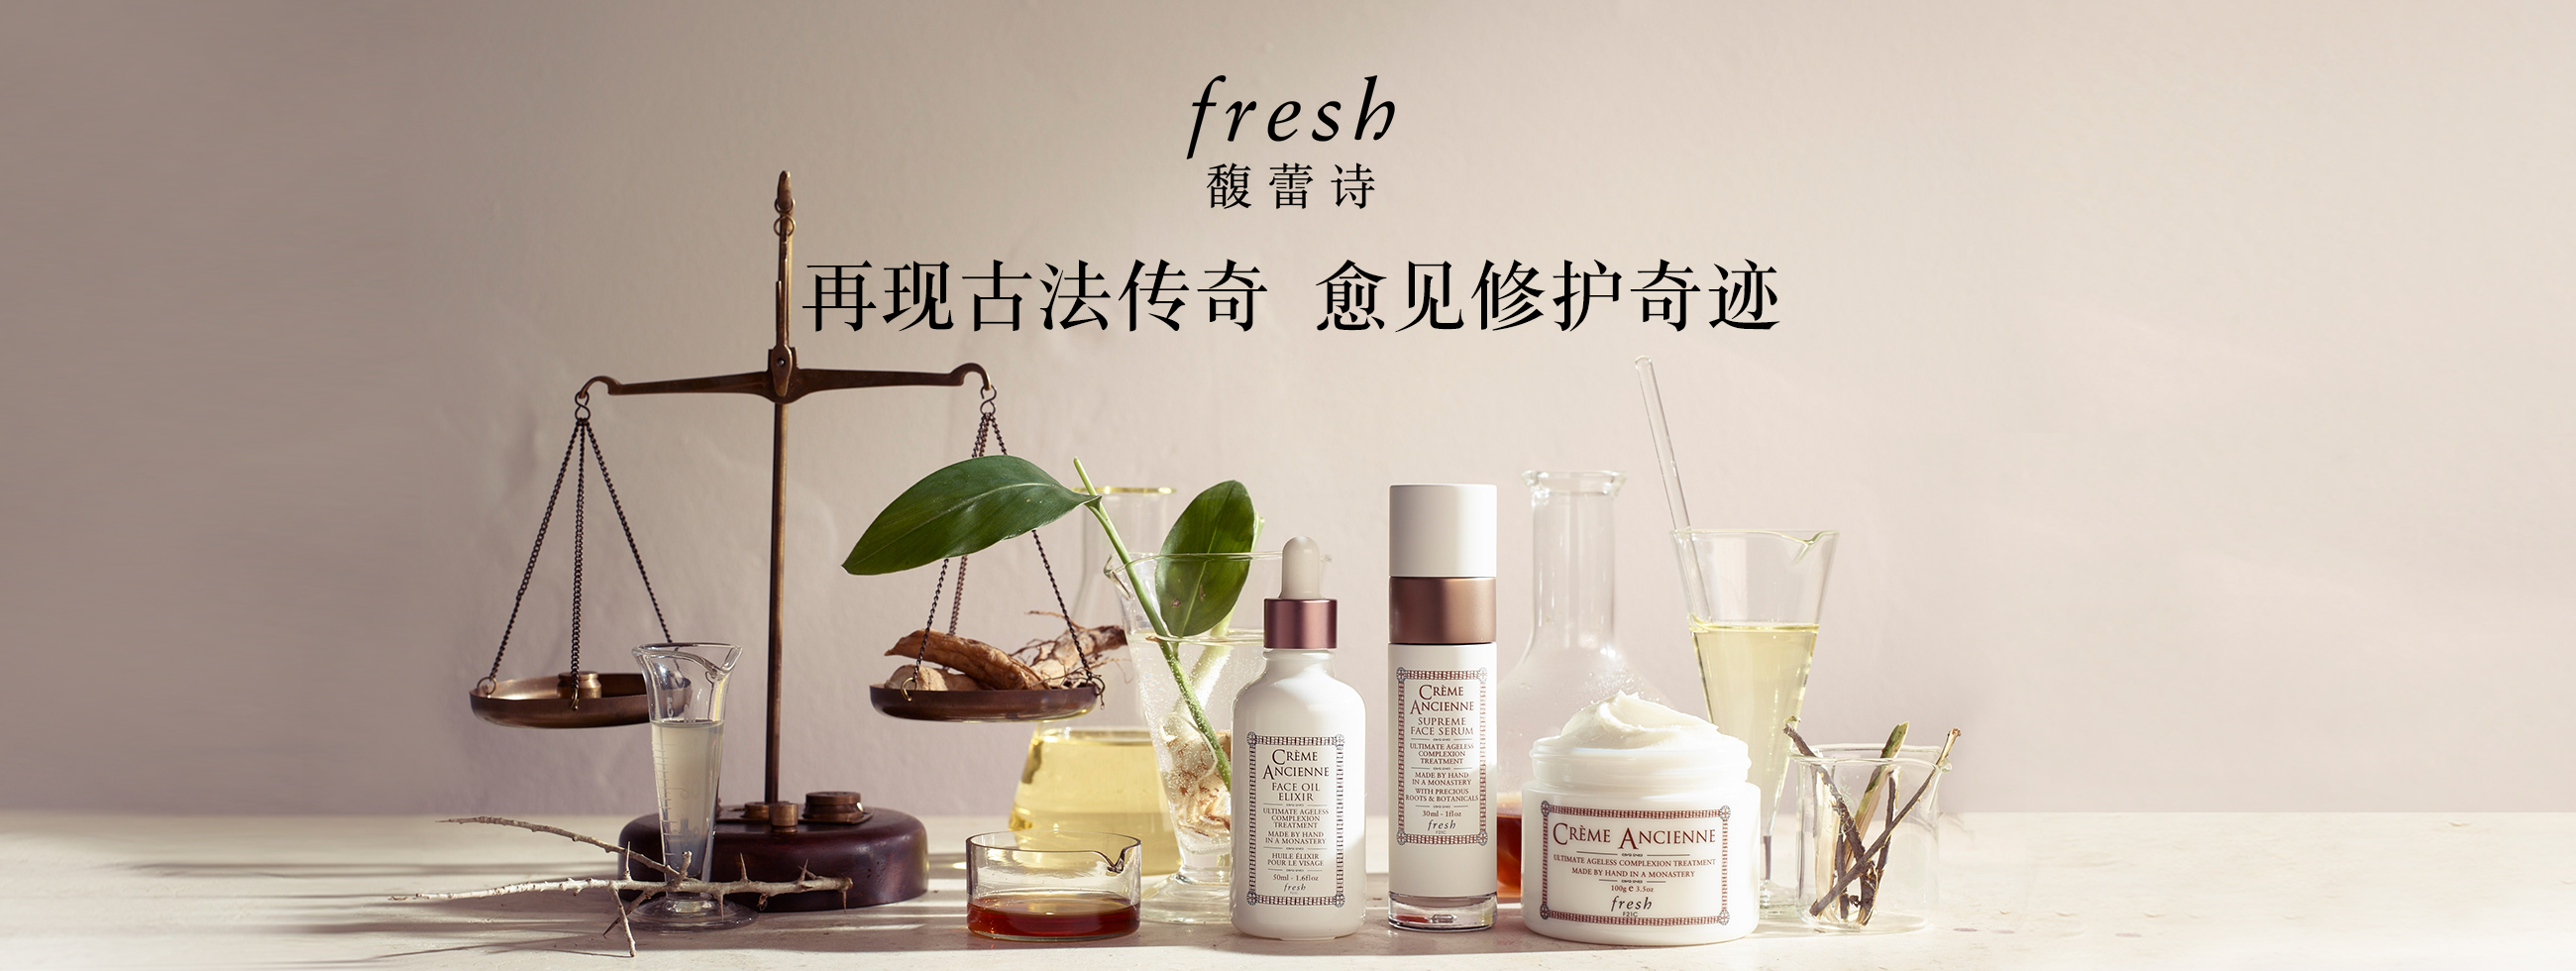 fresh
馥蕾诗
再现古法传奇 愈见修护奇迹
CRÈME
ANCIENNE
FACE OIL
ELIXIR
ULTIMATE AGELESS
COMPLEXION
TREATMENT
MADE BY HAND
IN A MONASTERY
HUILE ÉLIXIR
POUR LE VISAGE
50ml - 1.6fl oz
fresh
CRÈME
ANCIENNE
SUPREME
FACE SERUM
ULTIMATE AGELESS
COMPLEXION
TREATMENT
MADE BY HAND
IN A MONASTERY
WITH PRECIOUS
ROOTS & BOTANICALS
30ml - 1fl oz
fresh
CRÈME ANCIENNE
ULTIMATE AGELESS COMPLEXION TREATMENT
MADE BY HAND IN A MONASTERY
100g e 3.5oz
fresh
F21C